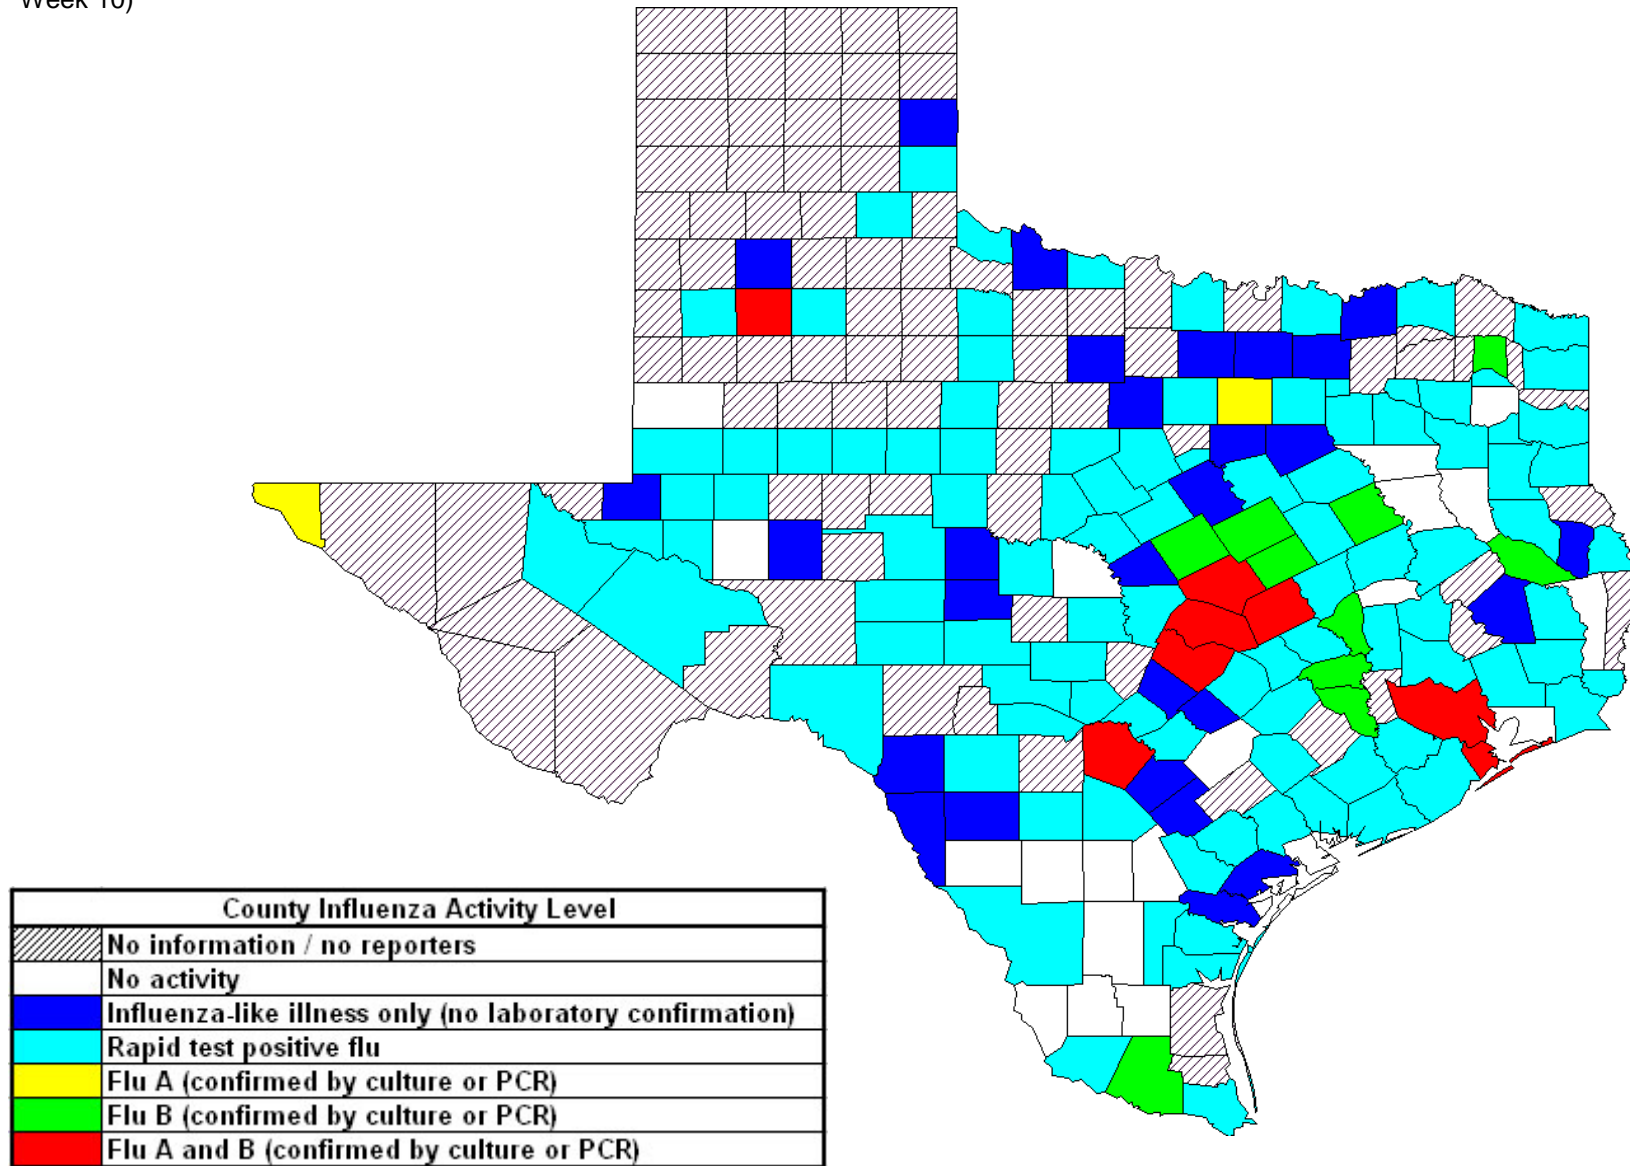 Week 10)
County Influenza Activity Level
No information / no reporters
No activity
Influenza-like illness only (no laboratory confirmation)
Rapid test positive flu
Flu A (confirmed by culture or PCR)
Flu B (confirmed by culture or PCR)
Flu A and B (confirmed by culture or PCR)